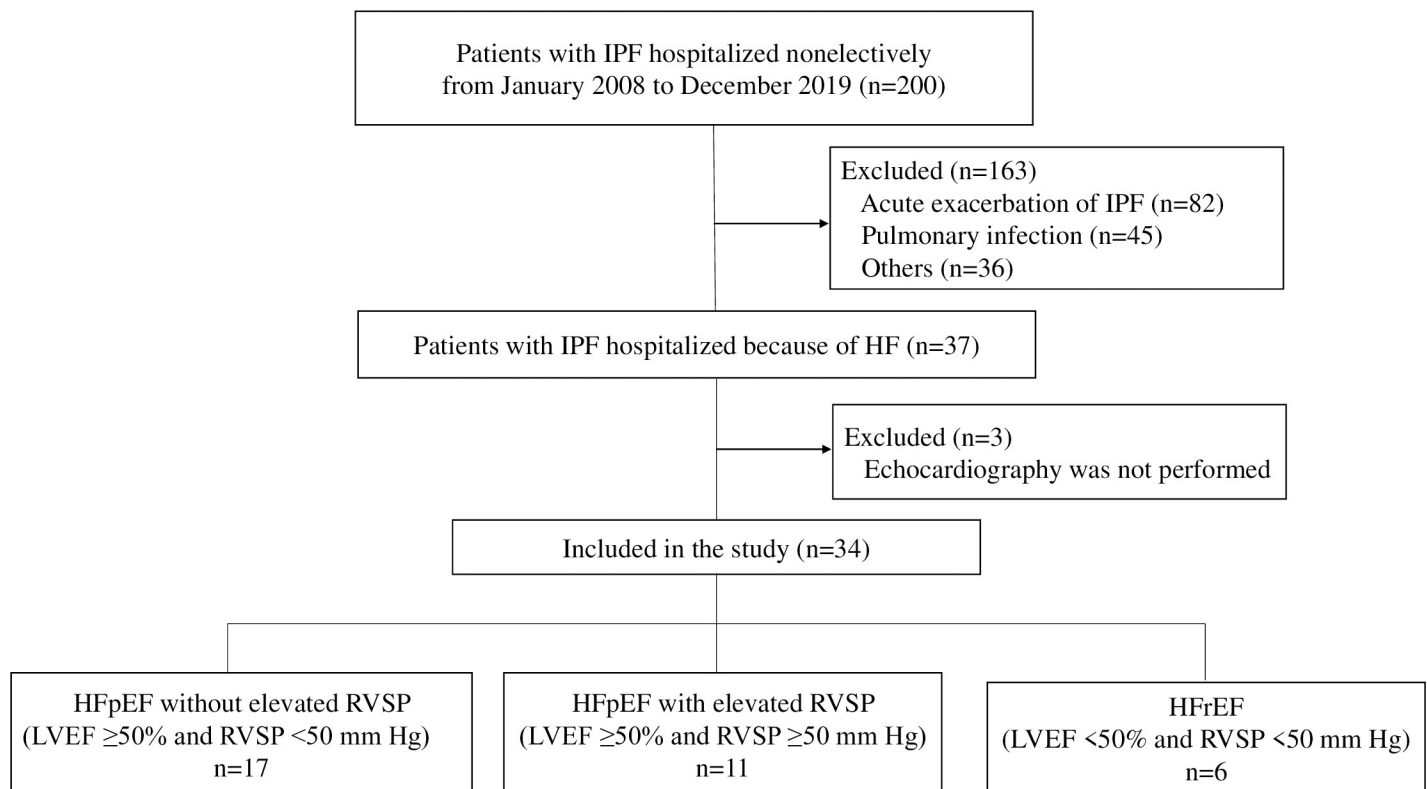 Patients with IPF hospitalized nonelectively
from January 2008 to December 2019 (n=200)
Excluded (n=163)
Acute exacerbation of IPF (n=82)
Pulmonary infection (n=45)
Others (n=36)
Patients with IPF hospitalized because of HF (n=37)
Excluded (n=3)
Echocardiography was not performed
Included in the study (n=34)
HFpEF without elevated RVSP
(LVEF ≥50% and RVSP <50 mm Hg)
n=17
HFpEF with elevated RVSP
(LVEF ≥50% and RVSP ≥50 mm Hg)
n=11
HFrEF
(LVEF <50% and RVSP <50 mm Hg)
n=6